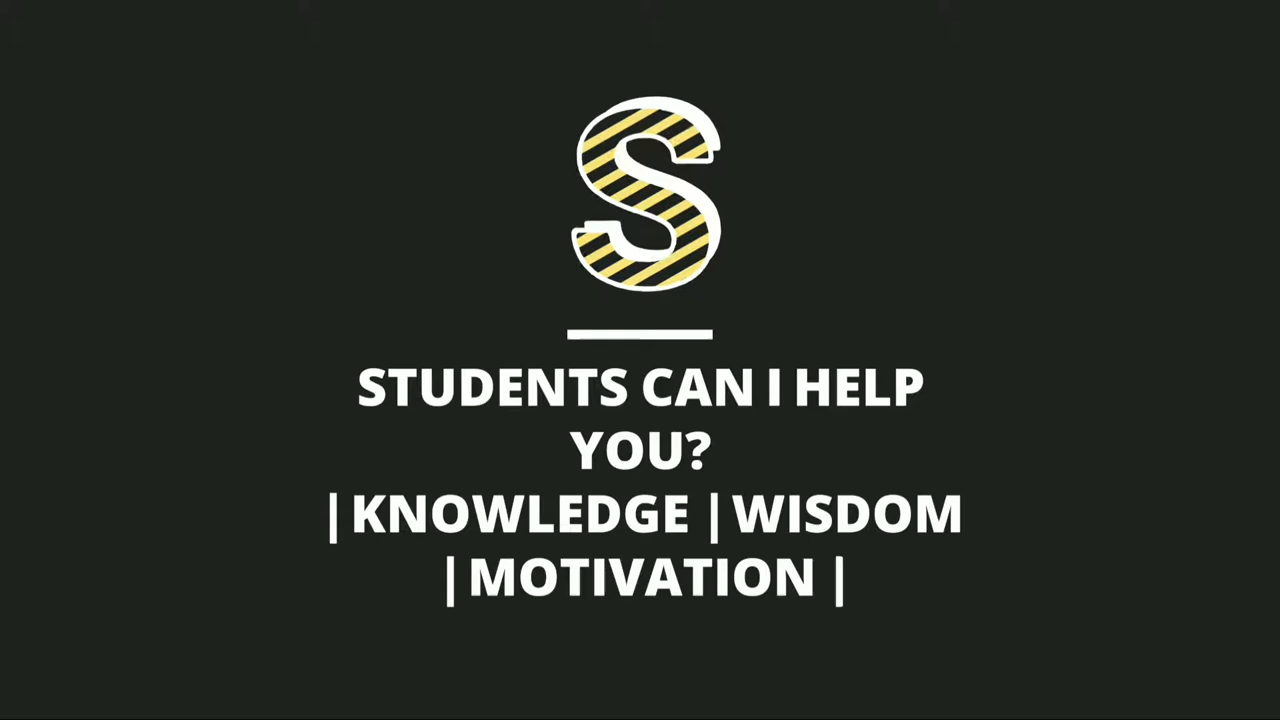 S
STUDENTS CAN I HELP
YOU?
|KNOWLEDGE |WISDOM
|MOTIVATION |